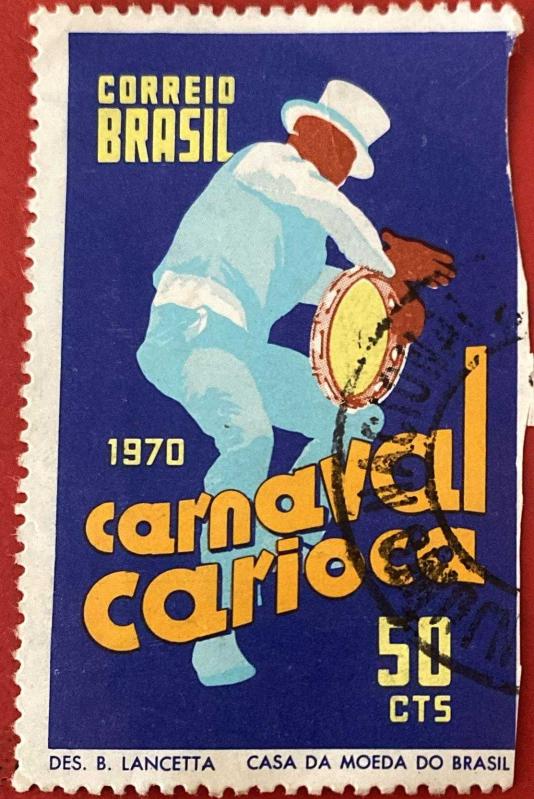 CORREIO
BRASIL
1970
carnaval
carioca
50
CTS
DES. B. LANCETTA CASA DA MOEDA DO BRASIL